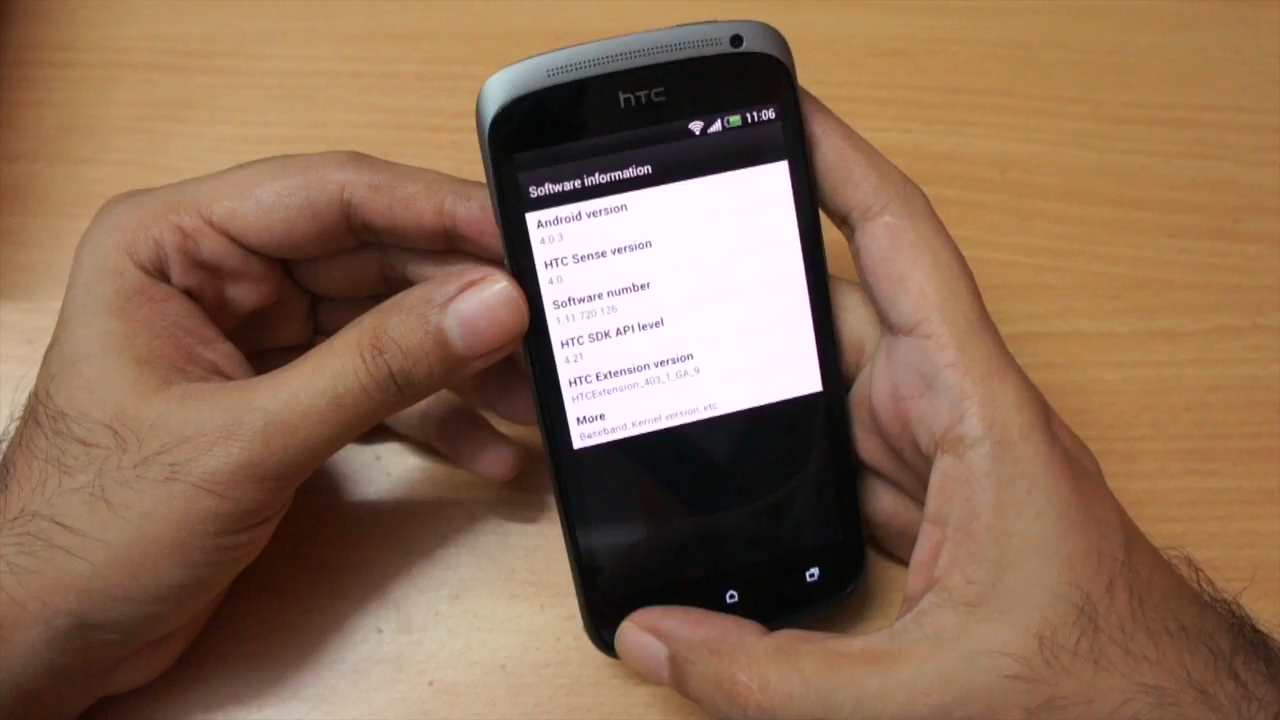 hTC
11:06
Software information
Android version
4.0.3
HTC Sense version
4.0
Software number
1.11.720.126
HTC SDK API level
4.21
HTC Extension version
HTCExtension_403_1_GA_9
More
Baseband, Kernel version, etc